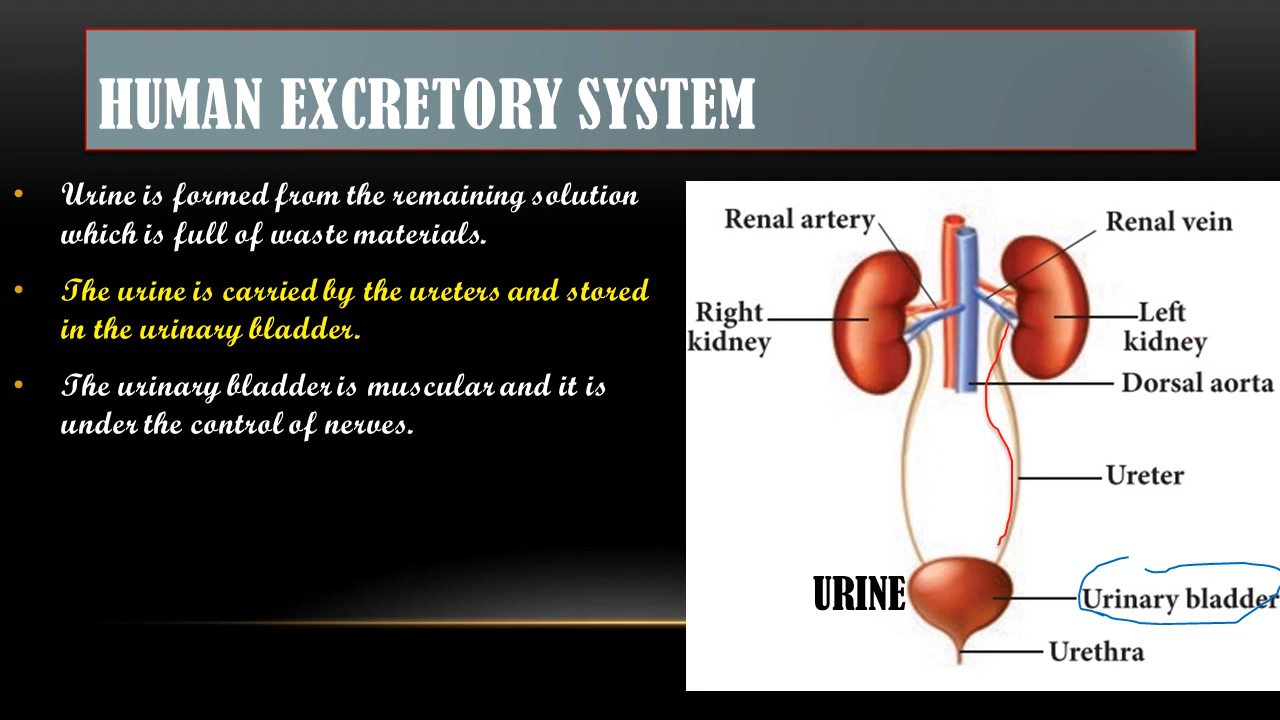 HUMAN EXCRETORY SYSTEM
• Urine is formed from the remaining solution
which is full of waste materials.
• The urine is carried by the ureters and stored
in the urinary bladder.
• The urinary bladder is muscular and it is
under the control of nerves.
Renal artery
Renal vein
Right
kidney
Left
kidney
Dorsal aorta
Ureter
URINE
Urinary bladder
Urethra